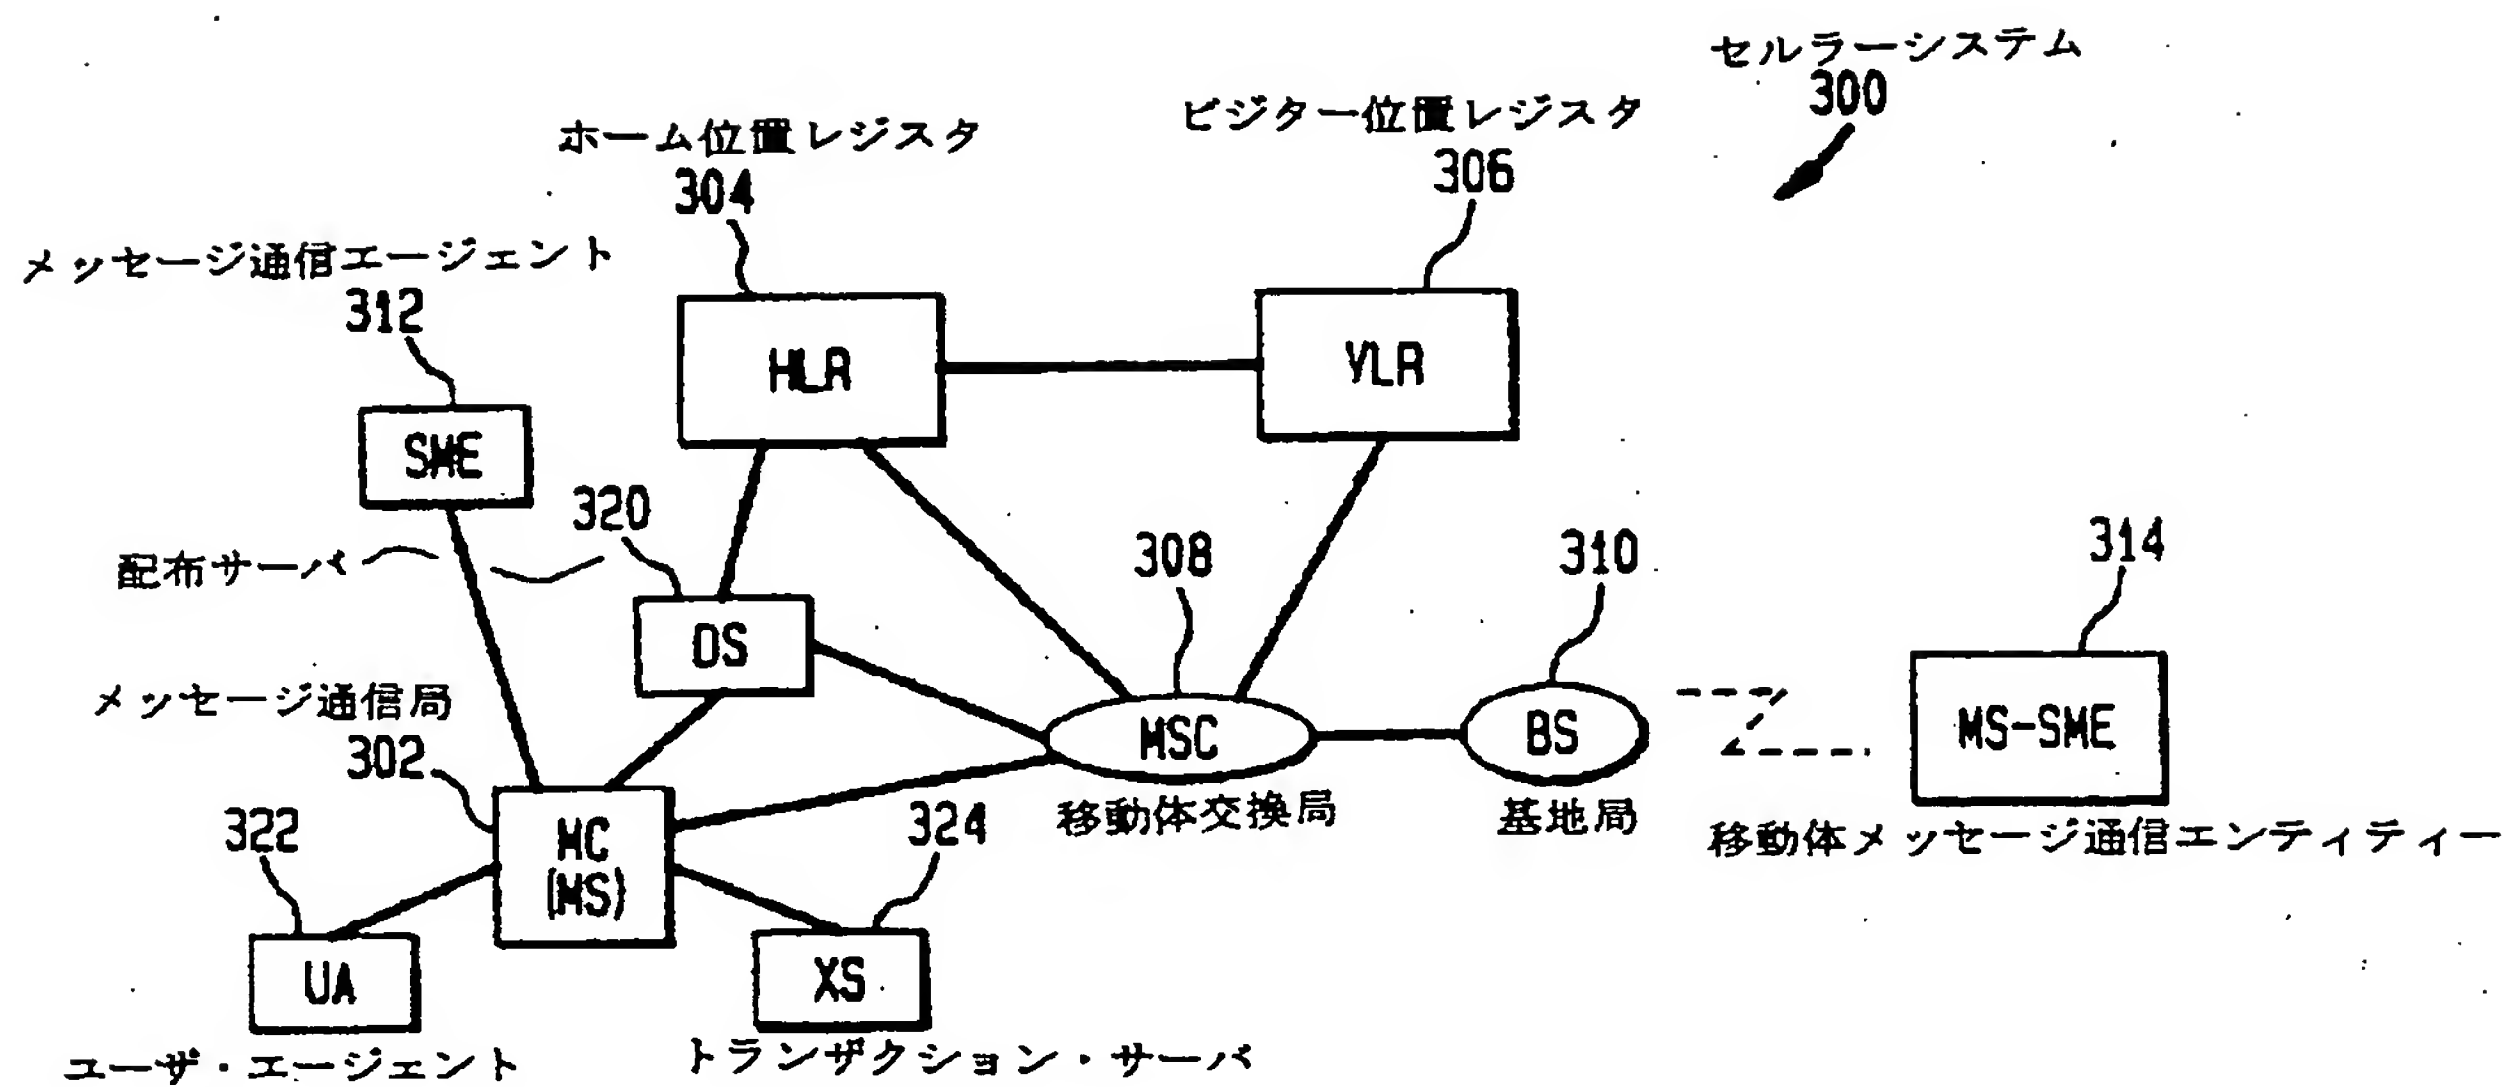 セルラーシステム
300
ホーム位置レジスタ
304
ビジター位置レジスタ
306
メッセージ通信エージェント
312
HLR
VLR
SME
320
配布サーバ
308
310
314
DS
メッセージ通信局
302
MSC
BS
MS-SME
移動体交換局
基地局
移動体メッセージ通信エンティティー
322
MC
(MS)
324
UA
XS
ユーザ・エージェント
トランザクション・サーバ